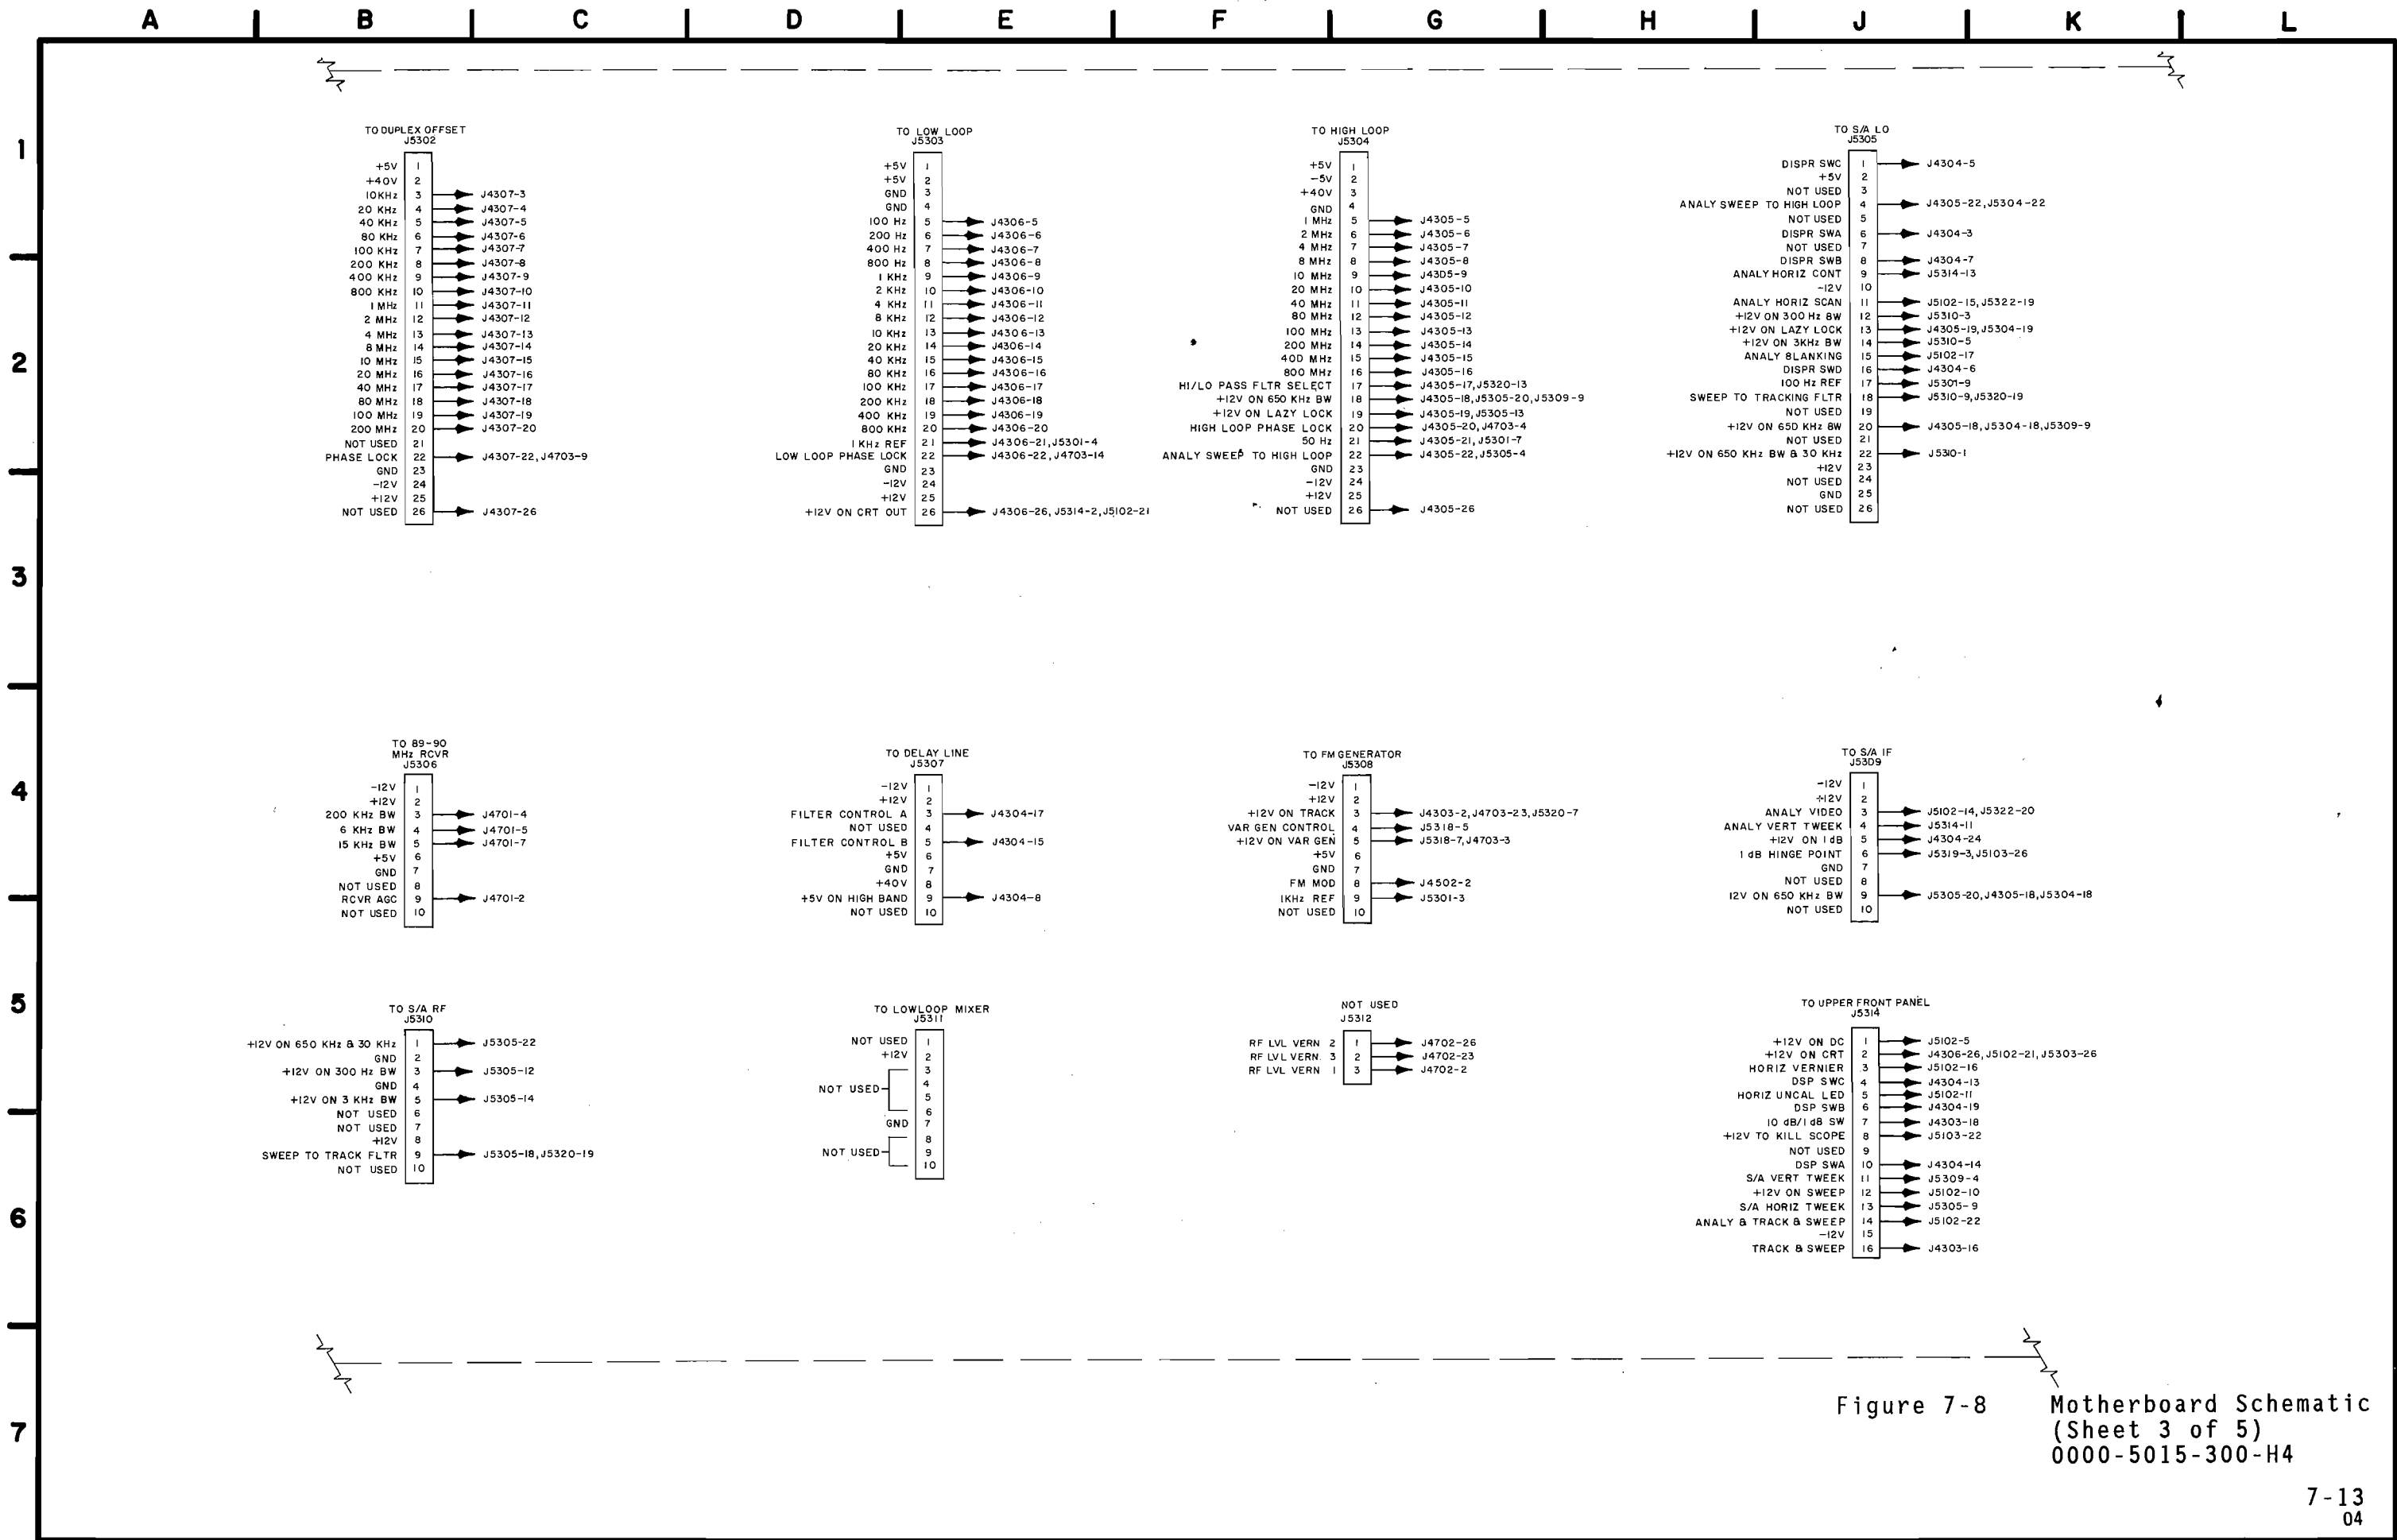 A B C D E F G H J K L
1
2
3
4
5
6
7
TO DUPLEX OFFSET
J5302
+5V 1
+40V 2
10KHz 3 J4307-3
20 KHz 4 J4307-4
40 KHz 5 J4307-5
80 KHz 6 J4307-6
100 KHz 7 J4307-7
200 KHz 8 J4307-8
400 KHz 9 J4307-9
800 KHz 10 J4307-10
1 MHz 11 J4307-11
2 MHz 12 J4307-12
4 MHz 13 J4307-13
8 MHz 14 J4307-14
10 MHz 15 J4307-15
20 MHz 16 J4307-16
40 MHz 17 J4307-17
80 MHz 18 J4307-18
100 MHz 19 J4307-19
200 MHz 20 J4307-20
NOT USED 21
PHASE LOCK 22 J4307-22,J4703-9
GND 23
-12V 24
+12V 25
NOT USED 26 J4307-26
TO LOW LOOP
J5303
+5V 1
+5V 2
GND 3
GND 4
100 Hz 5 J4306-5
200 Hz 6 J4306-6
400 Hz 7 J4306-7
800 Hz 8 J4306-8
1 KHz 9 J4306-9
2 KHz 10 J4306-10
4 KHz 11 J4306-11
8 KHz 12 J4306-12
10 KHz 13 J4306-13
20 KHz 14 J4306-14
40 KHz 15 J4306-15
80 KHz 16 J4306-16
100 KHz 17 J4306-17
200 KHz 18 J4306-18
400 KHz 19 J4306-19
800 KHz 20 J4306-20
1 KHz REF 21 J4306-21,J5301-4
LOW LOOP PHASE LOCK 22 J4306-22,J4703-14
GND 23
-12V 24
+12V 25
+12V ON CRT OUT 26 J4306-26,J5314-2,J5102-21
TO HIGH LOOP
J5304
+5V 1
-5V 2
+40V 3
GND 4
1 MHz 5 J4305-5
2 MHz 6 J4305-6
4 MHz 7 J4305-7
8 MHz 8 J4305-8
10 MHz 9 J4305-9
20 MHz 10 J4305-10
40 MHz 11 J4305-11
80 MHz 12 J4305-12
100 MHz 13 J4305-13
200 MHz 14 J4305-14
400 MHz 15 J4305-15
800 MHz 16 J4305-16
HI/LO PASS FLTR SELECT 17 J4305-17,J5320-13
+12V ON 650 KHz BW 18 J4305-18,J5305-20,J5309-9
+12V ON LAZY LOCK 19 J4305-19,J5305-13
HIGH LOOP PHASE LOCK 20 J4305-20,J4703-4
50 Hz 21 J4305-21,J5301-7
ANALY SWEEP TO HIGH LOOP 22 J4305-22,J5305-4
GND 23
-12V 24
+12V 25
NOT USED 26 J4305-26
TO S/A LO
J5305
DISPR SWC 1 J4304-5
+5V 2
NOT USED 3
ANALY SWEEP TO HIGH LOOP 4 J4305-22,J5304-22
NOT USED 5
DISPR SWA 6 J4304-3
NOT USED 7
DISPR SWB 8 J4304-7
ANALY HORIZ CONT 9 J5314-13
-12V 10
ANALY HORIZ SCAN 11 J5102-15,J5322-19
+12V ON 300 Hz BW 12 J5310-3
+12V ON LAZY LOCK 13 J4305-19,J5304-19
+12V ON 3KHz BW 14 J5310-5
ANALY BLANKING 15 J5102-17
DISPR SWD 16 J4304-6
100 Hz REF 17 J5301-9
SWEEP TO TRACKING FLTR 18 J5310-9,J5320-19
NOT USED 19
+12V ON 650 KHz BW 20 J4305-18,J5304-18,J5309-9
NOT USED 21
+12V ON 650 KHz BW & 30 KHz 22 J5310-1
+12V 23
NOT USED 24
GND 25
NOT USED 26
TO 89-90
MHz RCVR
J5306
-12V 1
+12V 2
200 KHz BW 3 J4701-4
6 KHz BW 4 J4701-5
15 KHz BW 5 J4701-7
+5V 6
GND 7
NOT USED 8
RCVR AGC 9 J4701-2
NOT USED 10
TO DELAY LINE
J5307
-12V 1
+12V 2
FILTER CONTROL A 3 J4304-17
NOT USED 4
FILTER CONTROL B 5 J4304-15
+5V 6
GND 7
+40V 8
+5V ON HIGH BAND 9 J4304-8
NOT USED 10
TO FM GENERATOR
J5308
-12V 1
+12V 2
+12V ON TRACK 3 J4303-2,J4703-23,J5320-7
VAR GEN CONTROL 4 J5318-5
+12V ON VAR GEN 5 J5318-7,J4703-3
+5V 6
GND 7
FM MOD 8 J4502-2
1KHz REF 9 J5301-3
NOT USED 10
TO S/A IF
J5309
-12V 1
+12V 2
ANALY VIDEO 3 J5102-14,J5322-20
ANALY VERT TWEEK 4 J5314-11
+12V ON 1dB 5 J4304-24
1 dB HINGE POINT 6 J5319-3,J5103-26
GND 7
NOT USED 8
12V ON 650 KHz BW 9 J5305-20,J4305-18,J5304-18
NOT USED 10
TO S/A RF
J5310
+12V ON 650 KHz & 30 KHz 1 J5305-22
GND 2
+12V ON 300 Hz BW 3 J5305-12
GND 4
+12V ON 3 KHz BW 5 J5305-14
NOT USED 6
NOT USED 7
+12V 8
SWEEP TO TRACK FLTR 9 J5305-18,J5320-19
NOT USED 10
TO LOWLOOP MIXER
J5311
NOT USED 1
+12V 2
3
NOT USED 4
5
6
GND 7
8
NOT USED 9
10
NOT USED
J5312
RF LVL VERN 2 1 J4702-26
RF LVL VERN. 3 2 J4702-23
RF LVL VERN 1 3 J4702-2
TO UPPER FRONT PANEL
J5314
+12V ON DC 1 J5102-5
+12V ON CRT 2 J4306-26,J5102-21,J5303-26
HORIZ VERNIER 3 J5102-16
DSP SWC 4 J4304-13
HORIZ UNCAL LED 5 J5102-11
DSP SWB 6 J4304-19
10 dB/1 dB SW 7 J4303-18
+12V TO KILL SCOPE 8 J5103-22
NOT USED 9
DSP SWA 10 J4304-14
S/A VERT TWEEK 11 J5309-4
+12V ON SWEEP 12 J5102-10
S/A HORIZ TWEEK 13 J5305-9
ANALY & TRACK & SWEEP 14 J5102-22
-12V 15
TRACK & SWEEP 16 J4303-16
Figure 7-8 Motherboard Schematic
(Sheet 3 of 5)
0000-5015-300-H4
7-13
04